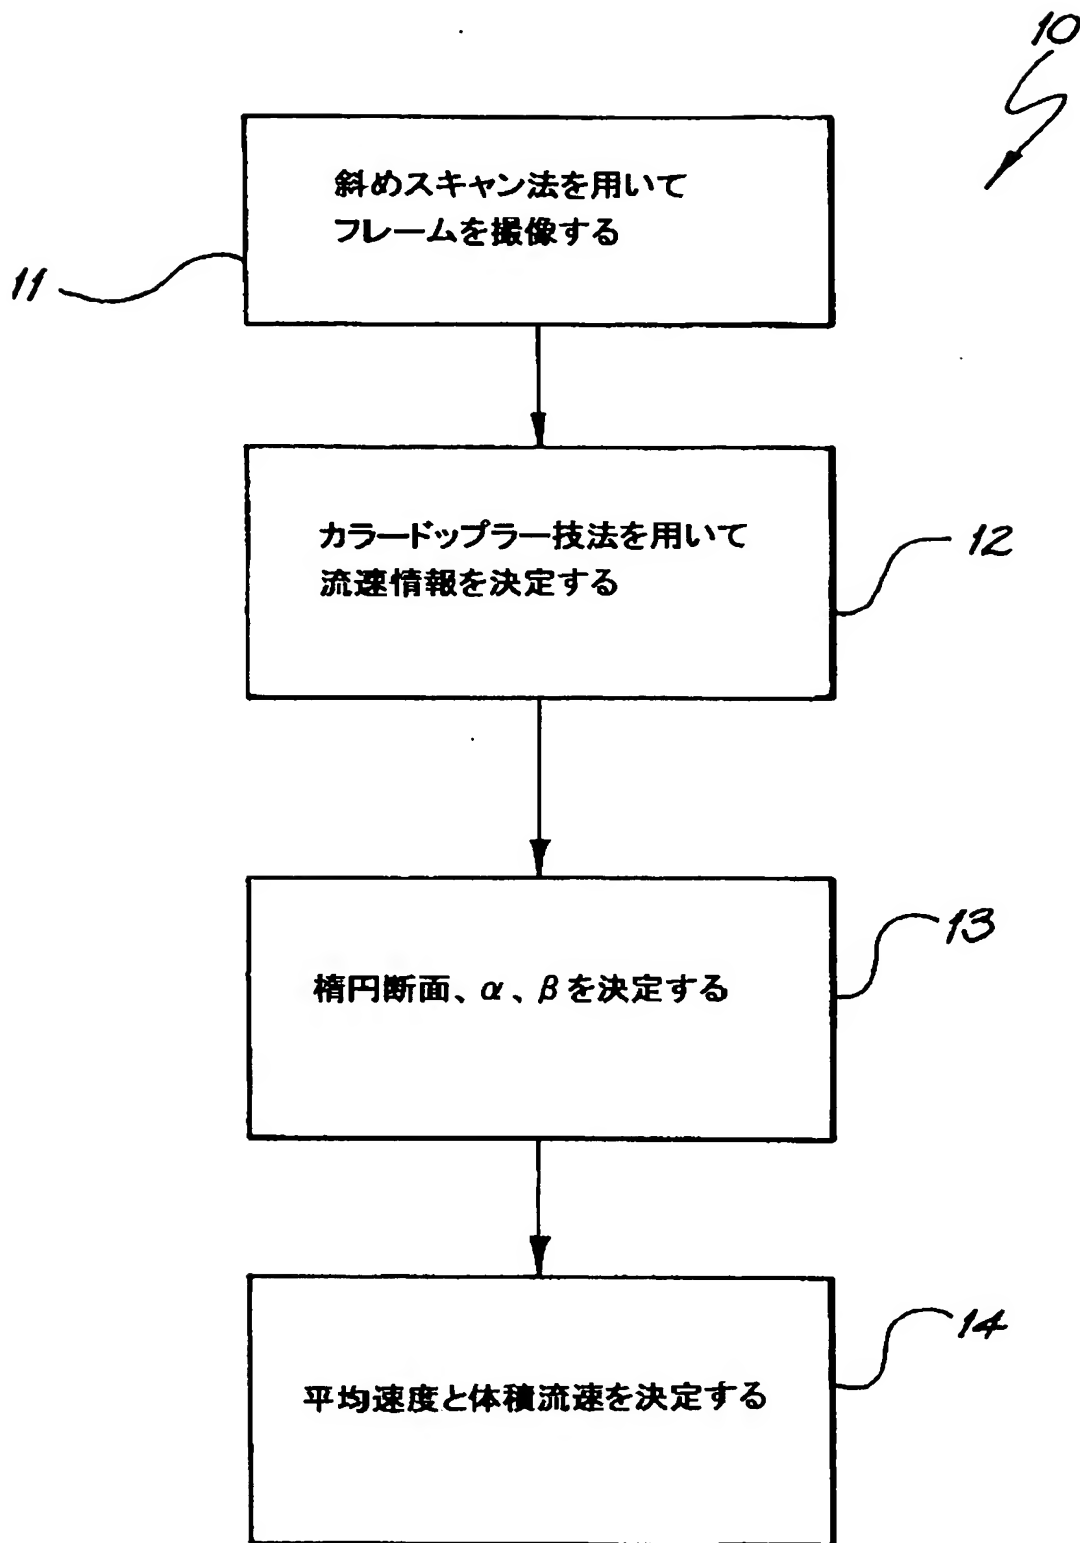 10
斜めスキャン法を用いて
フレームを撮像する
11
カラードップラー技法を用いて
流速情報を決定する
12
楕円断面、α、βを決定する
13
平均速度と体積流速を決定する
14